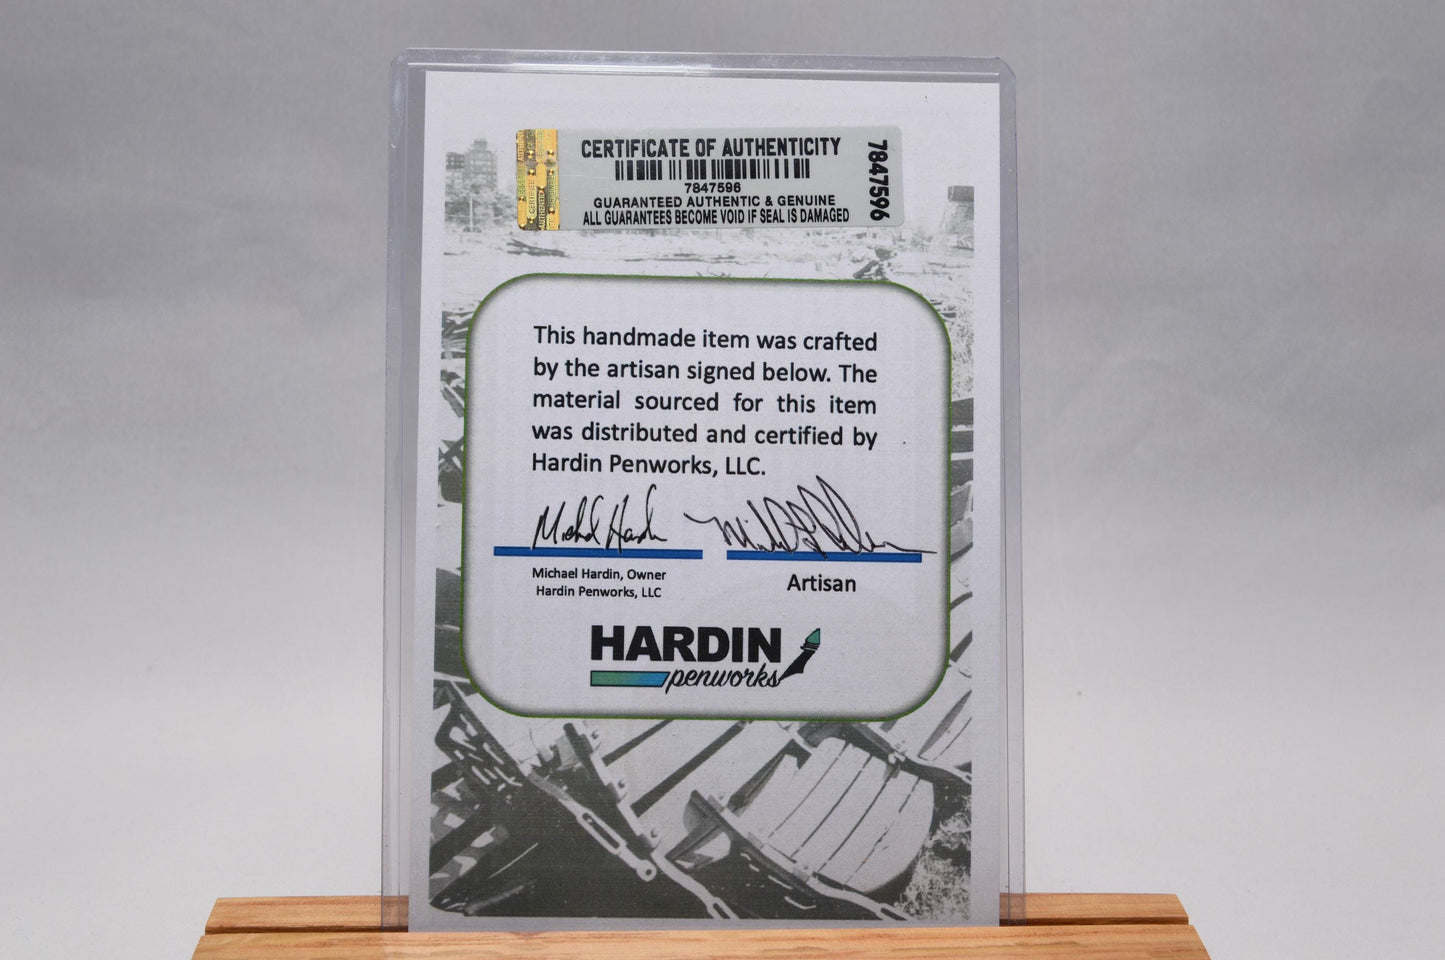 CERTIFICATE OF AUTHENTICITY
7847596
GUARANTEED AUTHENTIC & GENUINE
ALL GUARANTEES BECOME VOID IF SEAL IS DAMAGED
7847596
This handmade item was crafted
by the artisan signed below. The
material sourced for this item
was distributed and certified by
Hardin Penworks, LLC.
Michael Hardin, Owner
Hardin Penworks, LLC
Artisan
HARDIN
penworks